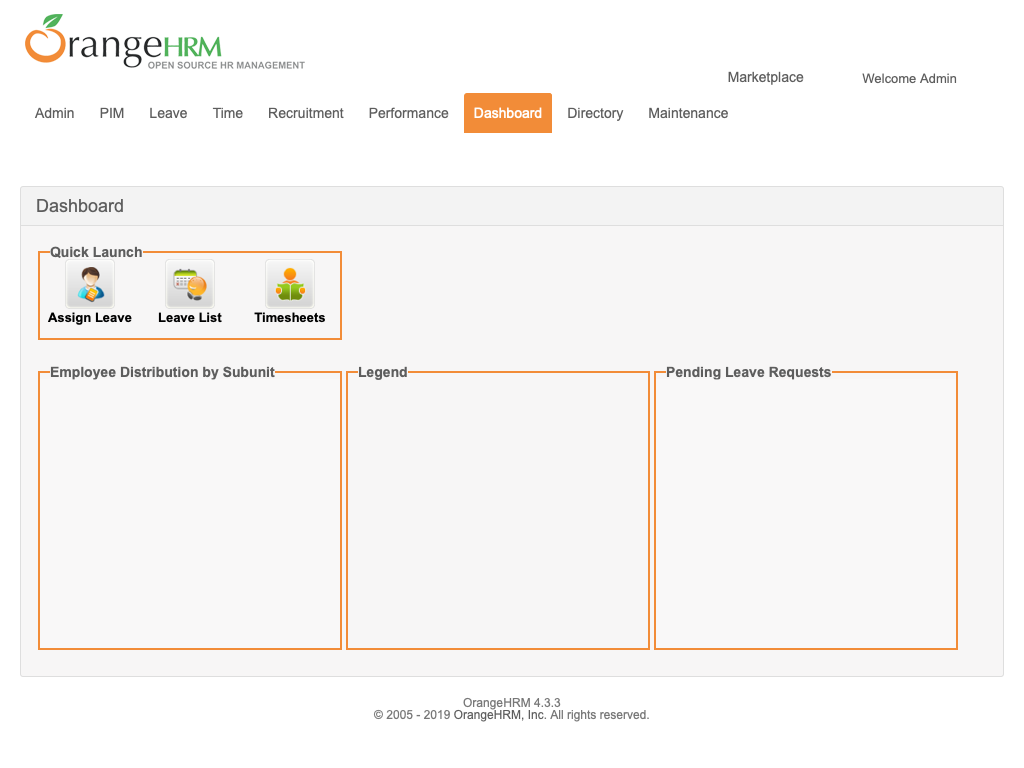 OrangeHRM
OPEN SOURCE HR MANAGEMENT
Marketplace
Welcome Admin
Admin PIM Leave Time Recruitment Performance Dashboard Directory Maintenance
Dashboard
Quick Launch
Assign Leave Leave List Timesheets
Employee Distribution by Subunit Legend Pending Leave Requests
OrangeHRM 4.3.3
© 2005 - 2019 OrangeHRM, Inc. All rights reserved.